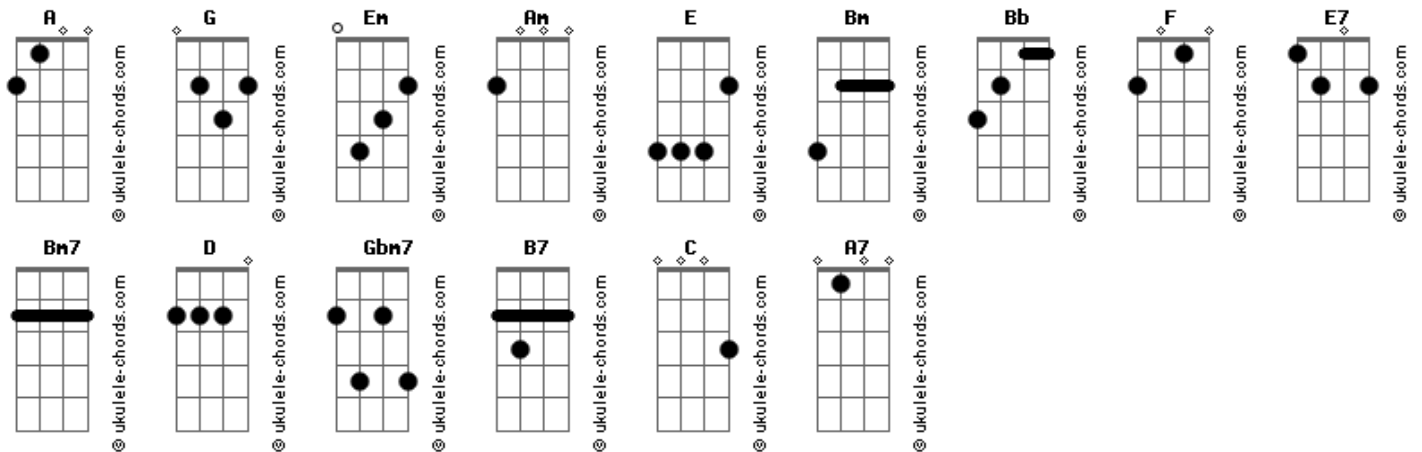 A G Em Am E Bm Bb F E7
© ukulele-chords.com © ukulele-chords.com © ukulele-chords.com © ukulele-chords.com © ukulele-chords.com © ukulele-chords.com © ukulele-chords.com © ukulele-chords.com © ukulele-chords.com
Bm7 D Gbm7 B7 C A7
© ukulele-chords.com © ukulele-chords.com © ukulele-chords.com © ukulele-chords.com © ukulele-chords.com © ukulele-chords.com